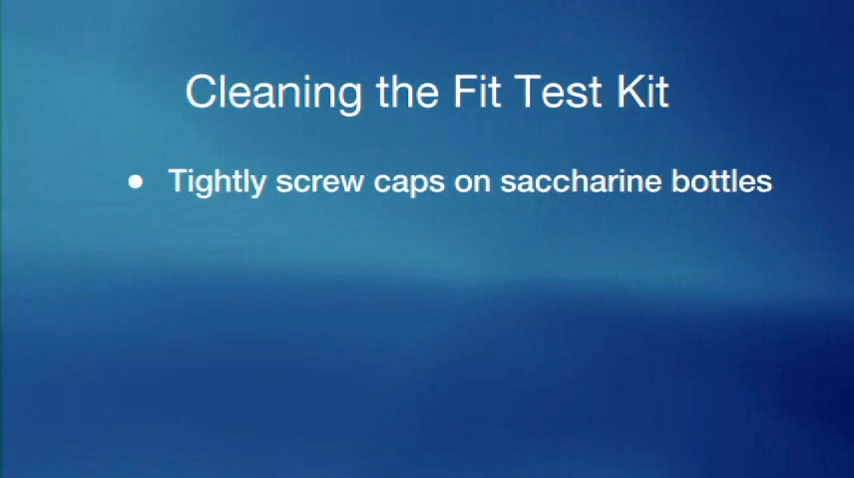 Cleaning the Fit Test Kit
• Tightly screw caps on saccharine bottles